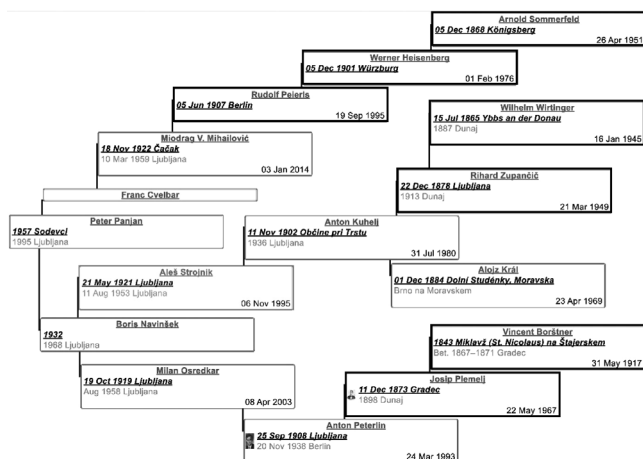 Arnold Sommerfeld
05 Dec 1868 Königsberg
26 Apr 1951
Werner Heisenberg
05 Dec 1901 Würzburg
01 Feb 1976
Rudolf Peierls
05 Jun 1907 Berlin
19 Sep 1995
Wilhelm Wirtinger
15 Jul 1865 Ybbs an der Donau
1887 Dunaj
16 Jan 1945
Miodrag V. Mihailović
18 Nov 1922 Čačak
10 Mar 1959 Ljubljana
03 Jan 2014
Rihard Zupančič
22 Dec 1878 Ljubljana
1913 Dunaj
21 Mar 1949
Franc Cvelbar
Peter Panjan
1957 Sodevci
1995 Ljubljana
Anton Kuhelj
11 Nov 1902 Občine pri Trstu
1936 Ljubljana
31 Jul 1980
Aleš Strojnik
21 May 1921 Ljubljana
11 Aug 1953 Ljubljana
06 Nov 1995
Alojz Král
01 Dec 1884 Dolní Studénky, Moravska
Brno na Moravskem
23 Apr 1969
Boris Navinšek
1932
1968 Ljubljana
Vincent Borštner
1843 Miklavž (St. Nicolaus) na Štajerskem
Bet. 1867–1871 Gradec
31 May 1917
Milan Osredkar
19 Oct 1919 Ljubljana
Aug 1958 Ljubljana
08 Apr 2003
Josip Plemelj
11 Dec 1873 Gradec
1898 Dunaj
22 May 1967
Anton Peterlin
25 Sep 1908 Ljubljana
20 Nov 1938 Berlin
24 Mar 1993